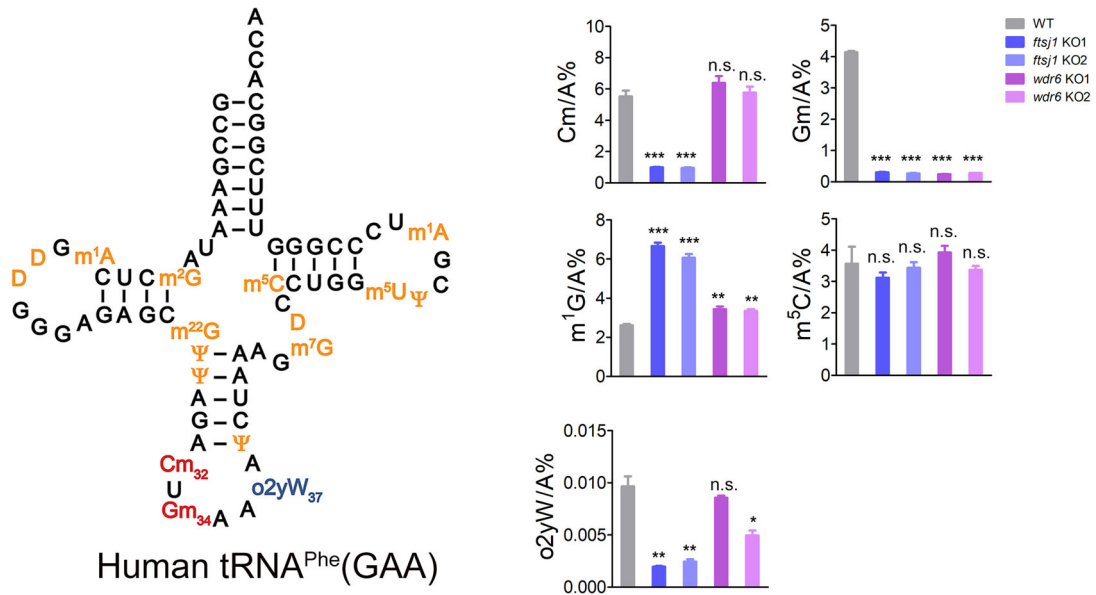 A
C
C
A
G–C
C–G
C–G
G–C
A–U
A–U
A–U
U
A
D D G m¹A
C U C m²G
G G G A G A G C
m²²G
G G G C C C U m¹A
G
C
m⁵C C U G G m⁵U Ψ
C
D
m⁷G
G
Ψ–A A
Ψ–A
A–U
G–C
A–Ψ
Cm32
A
U
o2yW37
Gm34 A A
Human tRNAPhe(GAA)
Cm/A%
10
8
6
4
2
0
*** *** n.s. n.s.
Gm/A%
5
4
3
2
1
0
*** *** *** ***
WT
ftsj1 KO1
ftsj1 KO2
wdr6 KO1
wdr6 KO2
m¹G/A%
8
6
4
2
0
*** *** ** **
m⁵C/A%
5
4
3
2
1
0
n.s. n.s. n.s. n.s.
o2yW/A%
0.015
0.010
0.005
0.000
** ** n.s. *